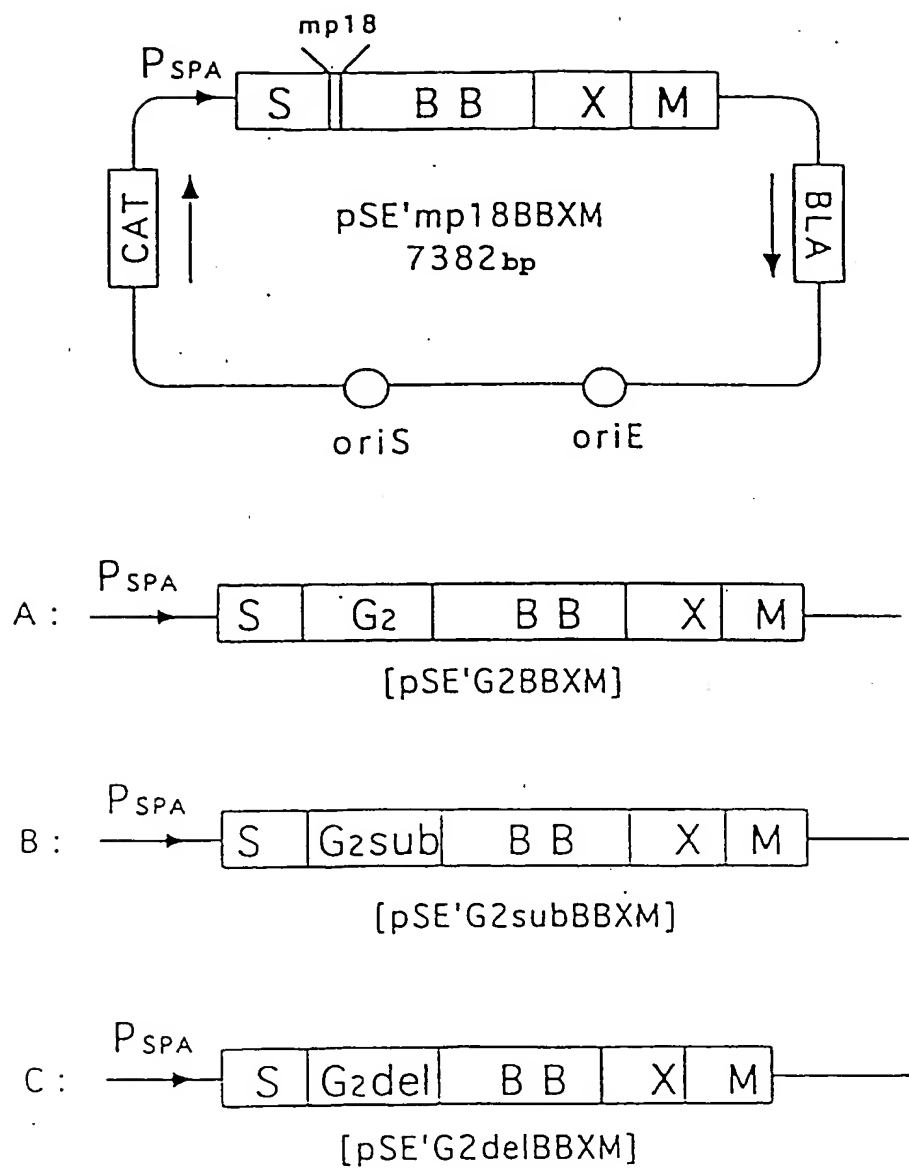 mp18
PSPA
S BB X M
CAT
BLA
pSE'mp18BBXM
7382bp
oriS oriE
PSPA
A: S G2 BB X M
[pSE'G2BBXM]
PSPA
B: S G2sub BB X M
[pSE'G2subBBXM]
PSPA
C: S G2del BB X M
[pSE'G2delBBXM]